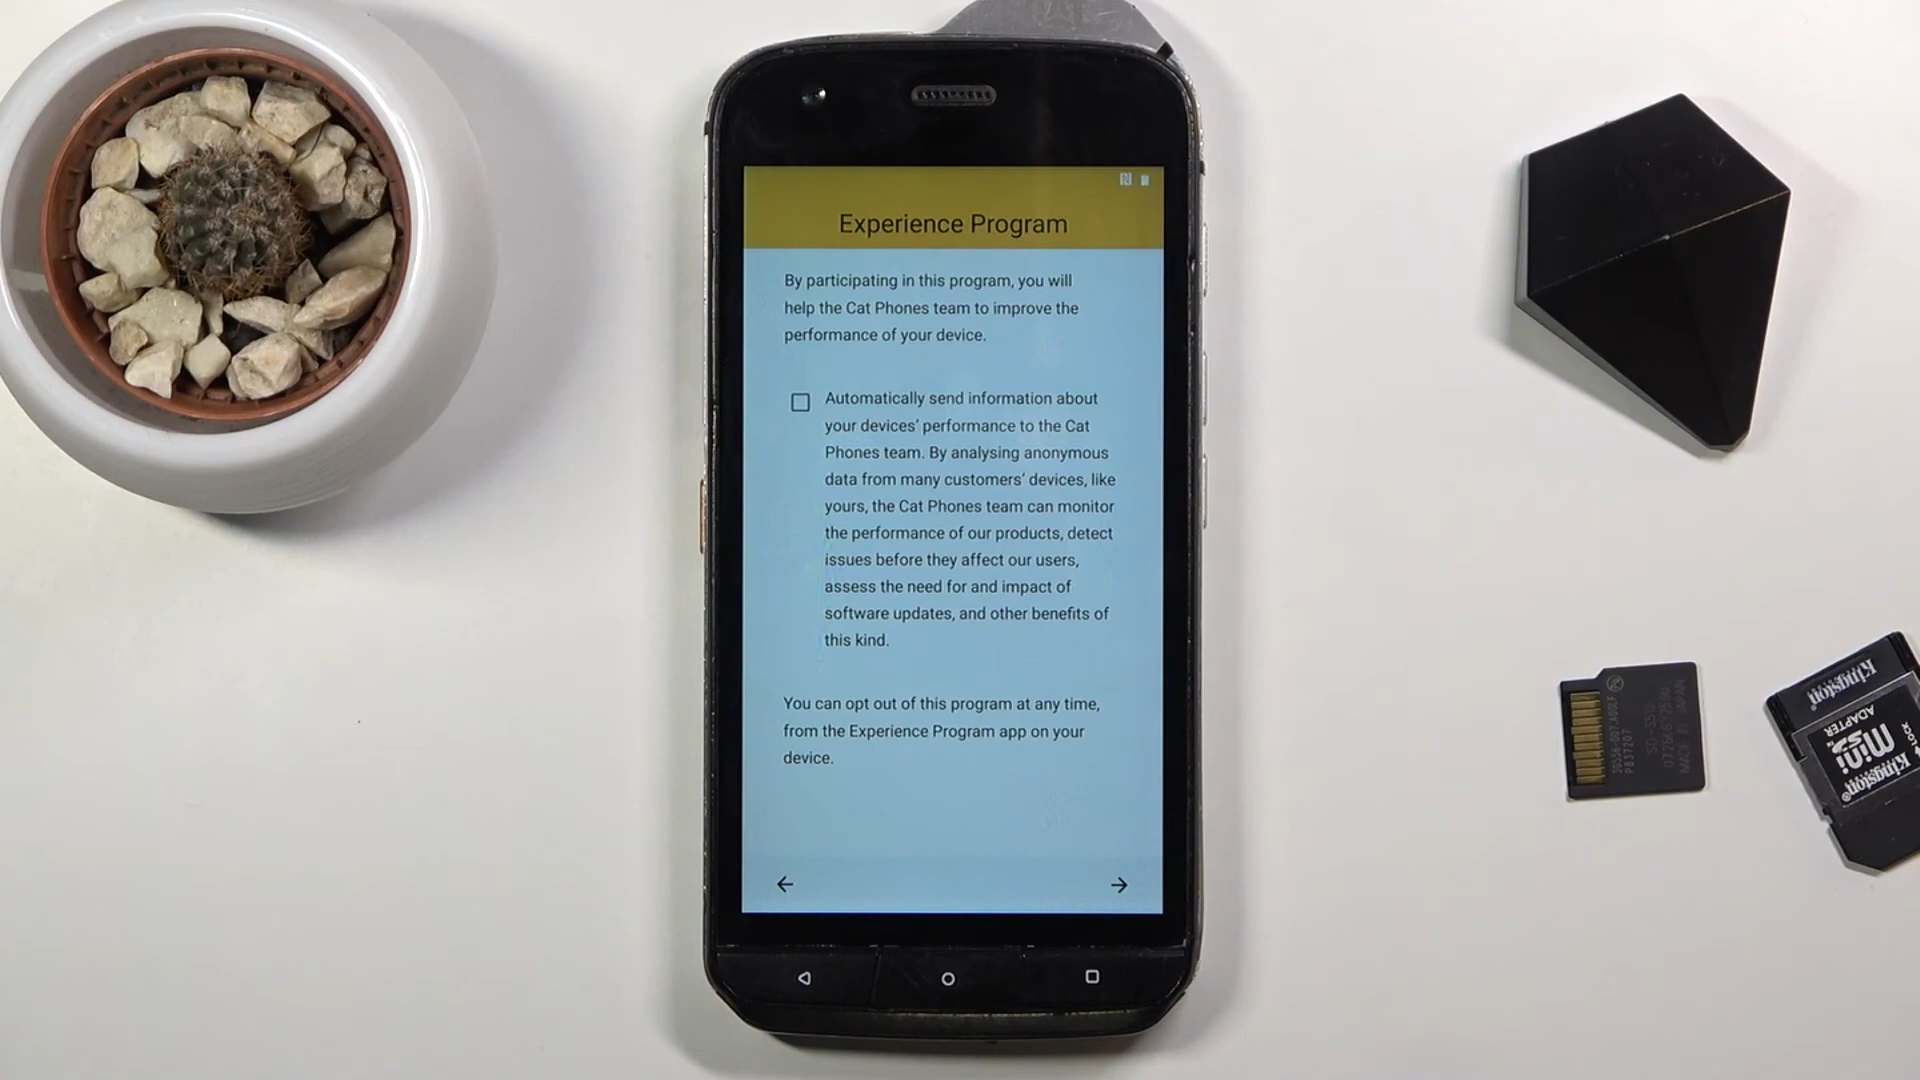 Experience Program
By participating in this program, you will
help the Cat Phones team to improve the
performance of your device.
Automatically send information about
your devices' performance to the Cat
Phones team. By analysing anonymous
data from many customers' devices, like
yours, the Cat Phones team can monitor
the performance of our products, detect
issues before they affect our users,
assess the need for and impact of
software updates, and other benefits of
this kind.
You can opt out of this program at any time,
from the Experience Program app on your
device.
P837207
MADE IN JAPAN
Kingston
Kingston
mini
SD
ADAPTER
LOCK